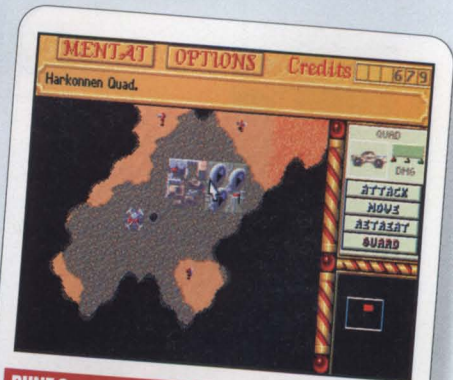 MENTAT OPTIONS Credits 679
Harkonnen Quad.
QUAD
DMG
ATTACK
MOVE
RETREAT
GUARD